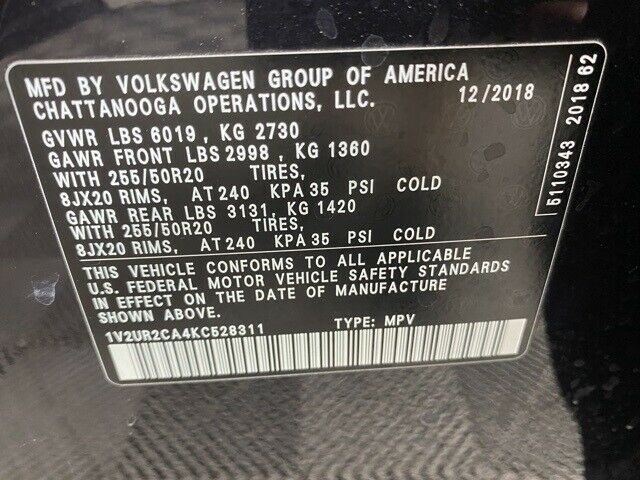 MFD BY VOLKSWAGEN GROUP OF AMERICA
CHATTANOOGA OPERATIONS, LLC. 12/2018
GVWR LBS 6019, KG 2730
GAWR FRONT LBS 2998, KG 1360
WITH 255/50R20 TIRES,
8JX20 RIMS, AT 240 KPA 35 PSI COLD
GAWR REAR LBS 3131, KG 1420
WITH 255/50R20 TIRES,
8JX20 RIMS, AT 240 KPA 35 PSI COLD
THIS VEHICLE CONFORMS TO ALL APPLICABLE
U.S. FEDERAL MOTOR VEHICLE SAFETY STANDARDS
IN EFFECT ON THE DATE OF MANUFACTURE
SHOWN ABOVE.
1V2UR2CA4KC528311 TYPE: MPV
5110343 2018 62